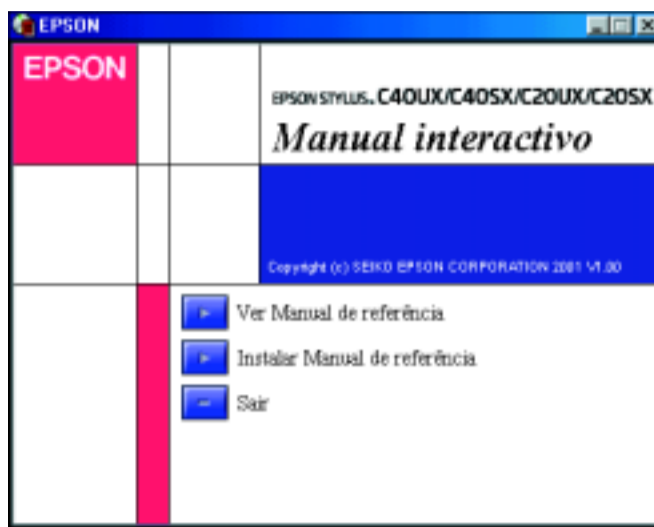 EPSON
EPSON
EPSON STYLUS. C40UX/C40SX/C20UX/C20SX
Manual interactivo
Copyright (c) SEIKO EPSON CORPORATION 2001 V1.00
Ver Manual de referência
Instalar Manual de referência
Sair